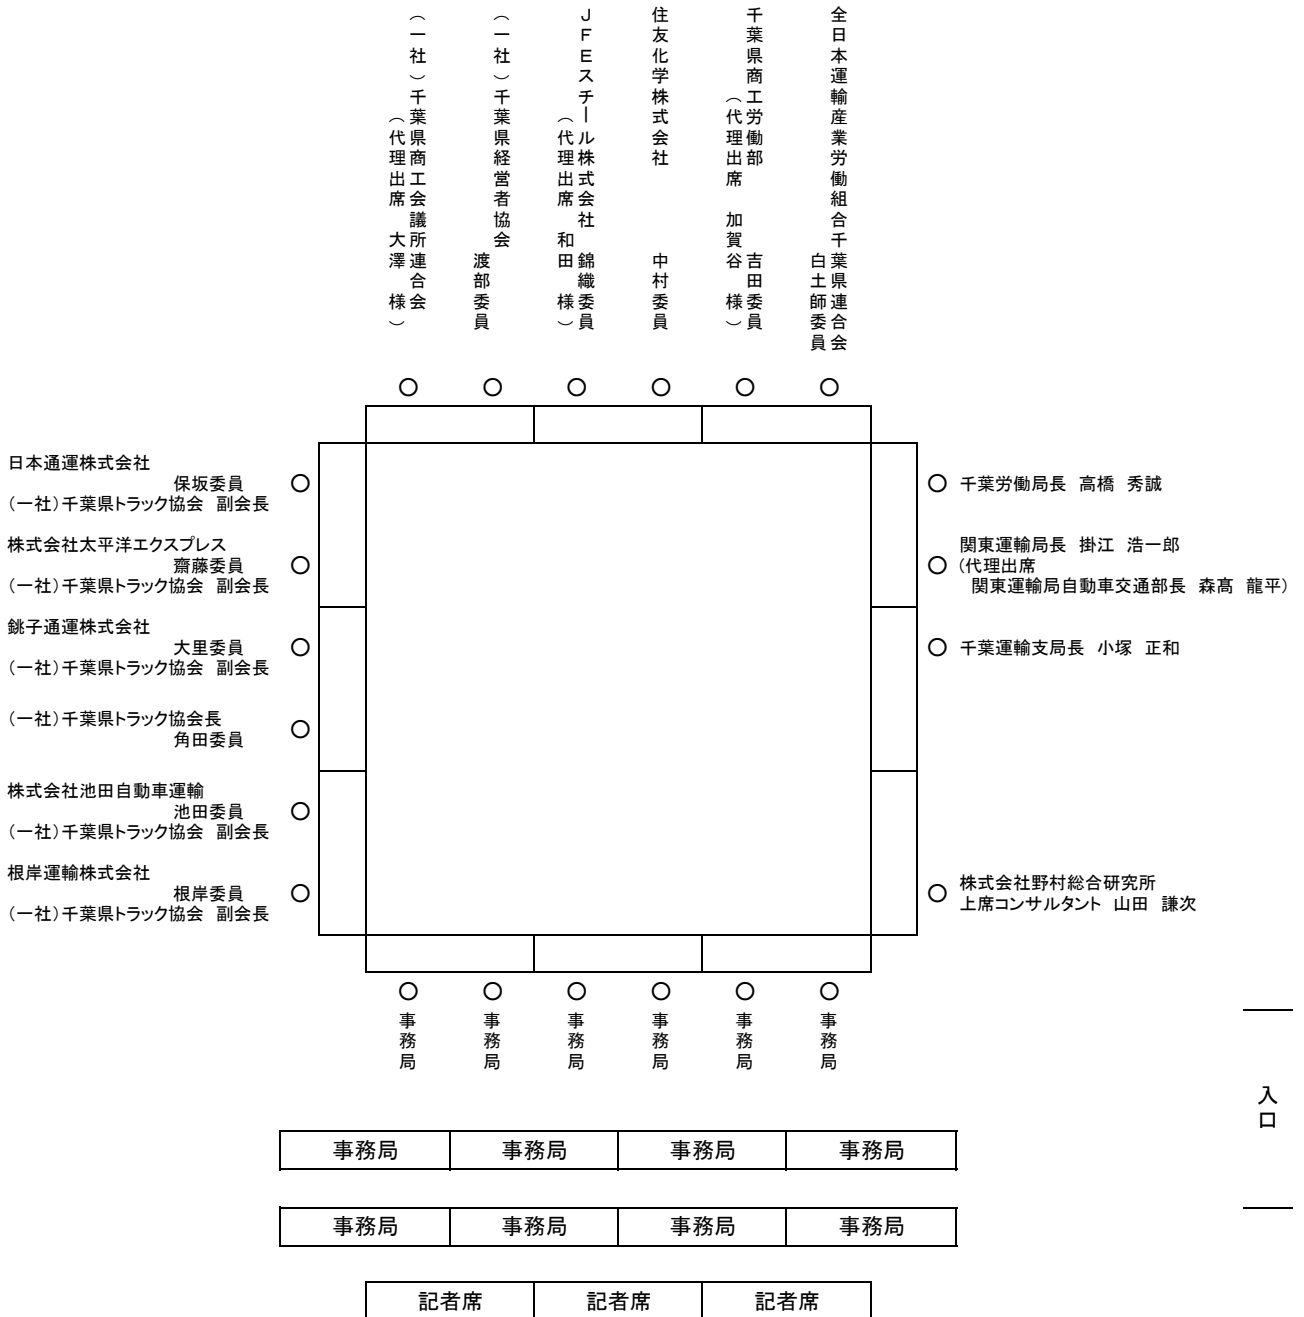 全日本運輸産業労働組合千葉県連合会
白土師委員
千葉県商工労働部 吉田委員
（代理出席 加賀谷 様）
住友化学株式会社 中村委員
ＪＦＥスチール株式会社 錦織委員
（代理出席 和田 様）
（一社）千葉県経営者協会
渡部委員
（一社）千葉県商工会議所連合会
（代理出席 大澤 様）
日本通運株式会社
保坂委員
（一社）千葉県トラック協会 副会長
株式会社太平洋エクスプレス
齋藤委員
（一社）千葉県トラック協会 副会長
銚子通運株式会社
大里委員
（一社）千葉県トラック協会 副会長
（一社）千葉県トラック協会長
角田委員
株式会社池田自動車運輸
池田委員
（一社）千葉県トラック協会 副会長
根岸運輸株式会社
根岸委員
（一社）千葉県トラック協会 副会長
千葉労働局長 高橋 秀誠
関東運輸局長 掛江 浩一郎
（代理出席
関東運輸局自動車交通部長 森髙 龍平）
千葉運輸支局長 小塚 正和
株式会社野村総合研究所
上席コンサルタント 山田 謙次
事務局 事務局 事務局 事務局 事務局 事務局
入口
事務局 事務局 事務局 事務局
事務局 事務局 事務局 事務局
記者席 記者席 記者席